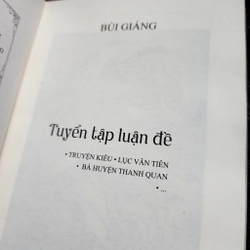 BÙI GIÁNG
Tuyển tập luận đề
• TRUYỆN KIỀU • LỤC VÂN TIÊN
• BÀ HUYỆN THANH QUAN
• ...